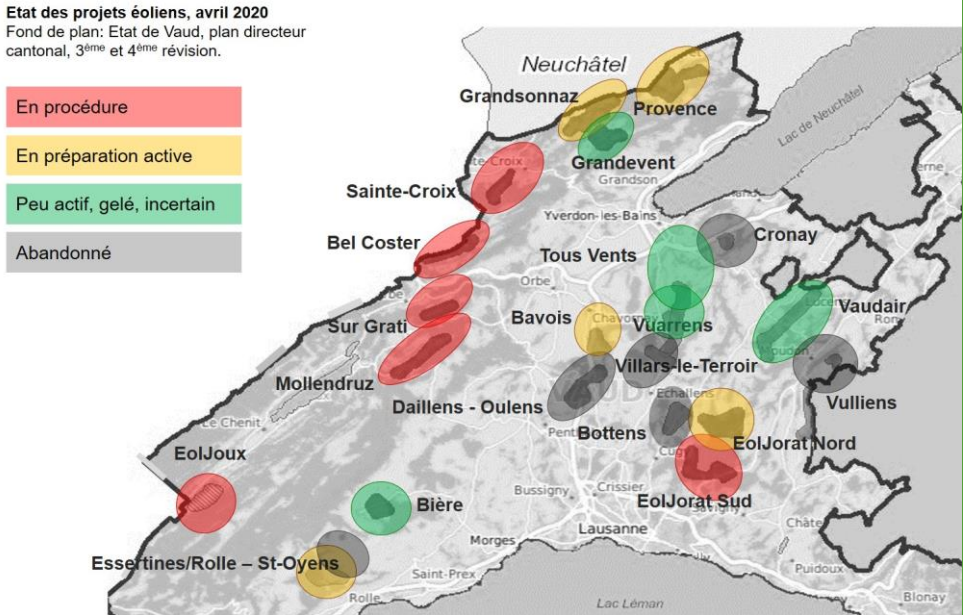 Etat des projets éoliens, avril 2020
Fond de plan: Etat de Vaud, plan directeur
cantonal, 3ème et 4ème révision.
En procédure
En préparation active
Peu actif, gelé, incertain
Abandonné
Neuchâtel
Grandsonnaz
Provence
Lac de Neuchâtel
Grandevent
te-Croix
Grandson
Sainte-Croix
Yverdon-les-Bains
Bel Coster
Cronay
Tous Vents
Orbe
Vaudair
Bavois
Chavornay
Vuarrens
Sur Grati
Villars-le-Terroir
Mollendruz
Echallens
Vulliens
Daillens - Oulens
Le Chenit
Bottens
EolJorat Nord
EolJoux
Bussigny
Crissier
EolJorat Sud
Bière
Lausanne
Morges
Essertines/Rolle – St-Oyens
Saint-Prex
Puidoux
Rolle
Lac Léman
Blonay